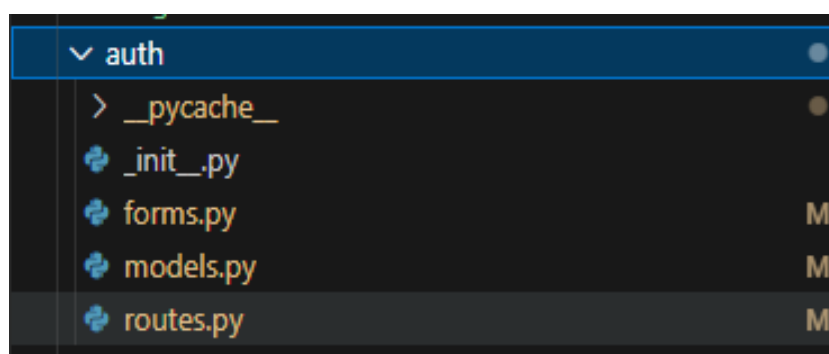 auth
__pycache__
_init__.py
forms.py M
models.py M
routes.py M